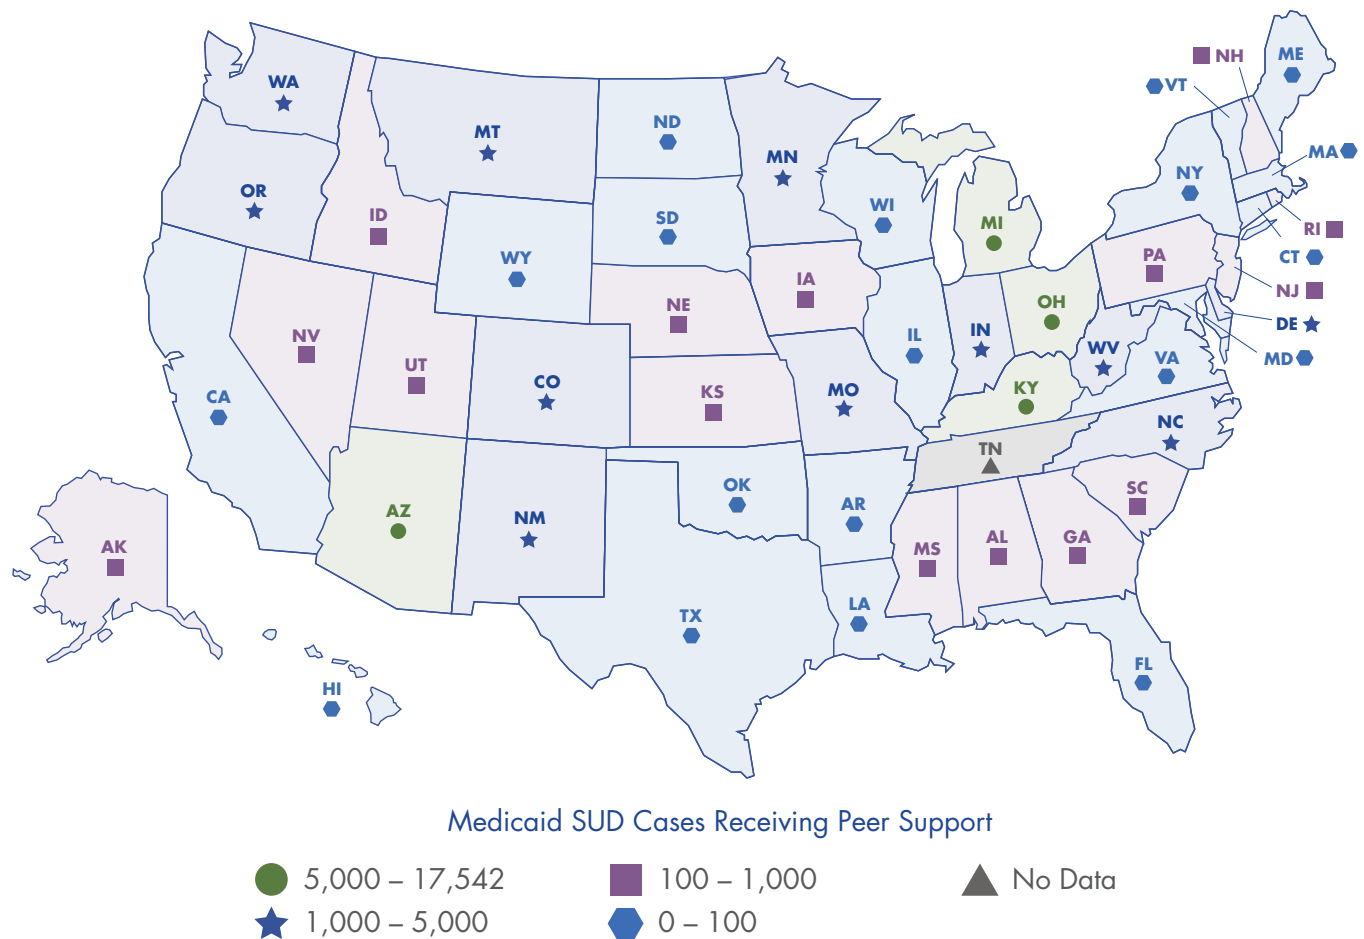 NH
ME
VT
WA
ND
MT
MA
MN
OR
NY
WI
ID
SD
MI
RI
PA
WY
CT
IA
NJ
NE
OH
DE
IN
NV
IL
WV
MD
VA
UT
CO
KY
MO
KS
CA
NC
TN
OK
SC
AR
AZ
NM
AL
GA
MS
AK
LA
TX
FL
HI
Medicaid SUD Cases Receiving Peer Support
5,000 – 17,542
100 – 1,000
No Data
1,000 – 5,000
0 – 100